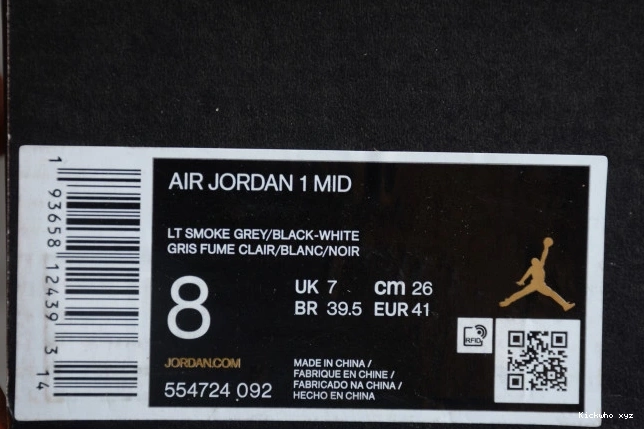 AIR JORDAN 1 MID
LT SMOKE GREY/BLACK-WHITE
GRIS FUME CLAIR/BLANC/NOIR
8
UK 7 cm 26
BR 39.5 EUR 41
RFID
JORDAN.COM
554724 092
MADE IN CHINA /
FABRIQUE EN CHINE /
FABRICADO NA CHINA /
HECHO EN CHINA
1 93658 12439 3 14
Kickwho xyz